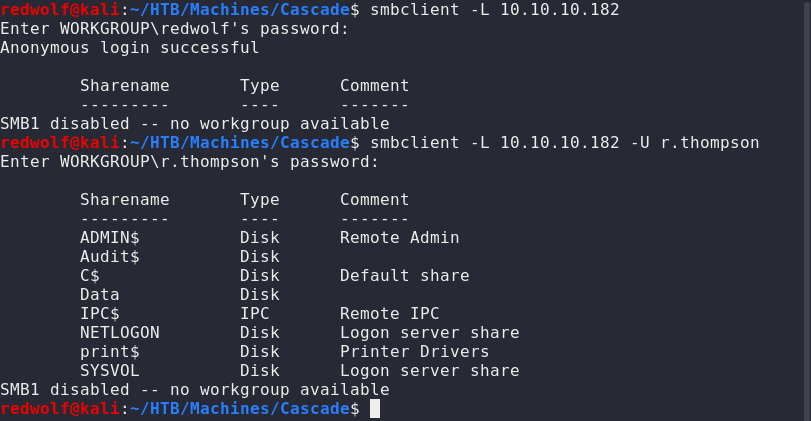 redwolf@kali:~/HTB/Machines/Cascade$ smbclient -L 10.10.10.182
Enter WORKGROUP\redwolf's password:
Anonymous login successful
Sharename       Type      Comment
---------       ----      -------
SMB1 disabled -- no workgroup available
redwolf@kali:~/HTB/Machines/Cascade$ smbclient -L 10.10.10.182 -U r.thompson
Enter WORKGROUP\r.thompson's password:
Sharename       Type      Comment
---------       ----      -------
ADMIN$          Disk      Remote Admin
Audit$          Disk
C$              Disk      Default share
Data            Disk
IPC$            IPC       Remote IPC
NETLOGON        Disk      Logon server share
print$          Disk      Printer Drivers
SYSVOL          Disk      Logon server share
SMB1 disabled -- no workgroup available
redwolf@kali:~/HTB/Machines/Cascade$